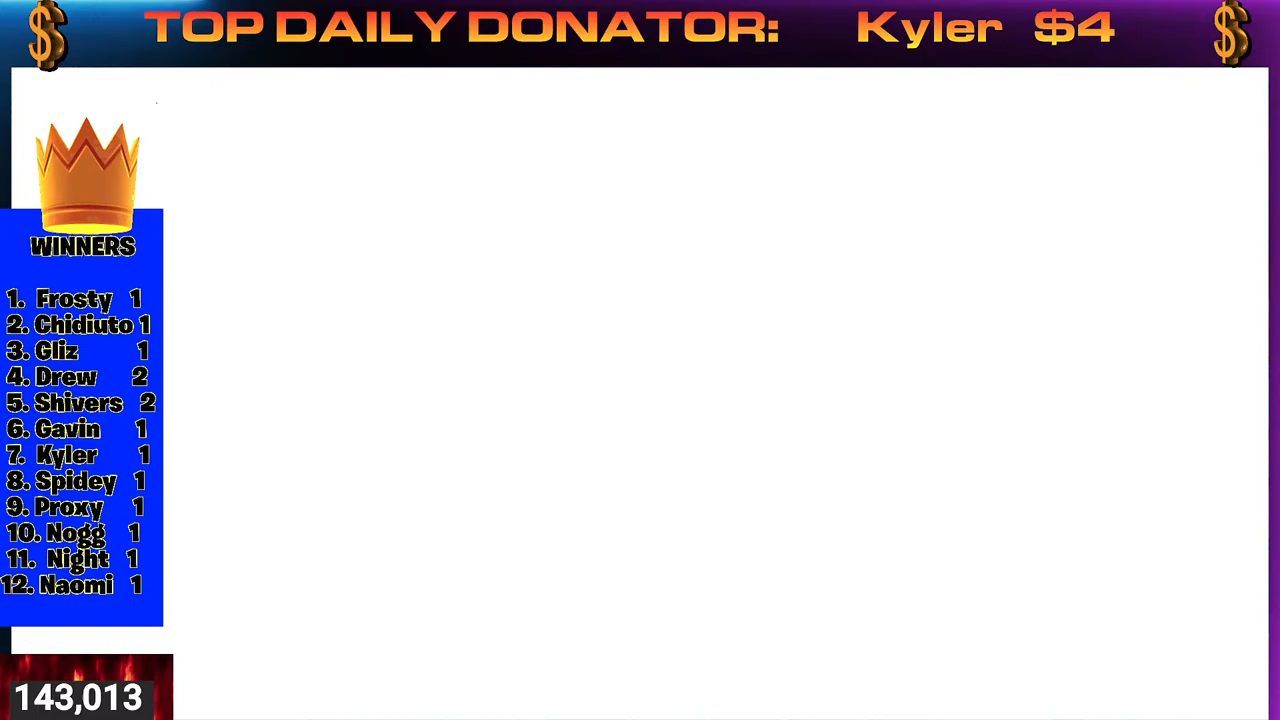 TOP DAILY DONATOR: Kyler $4
WINNERS
1. Frosty 1
2. Chidiuto 1
3. Gliz 1
4. Drew 2
5. Shivers 2
6. Gavin 1
7. Kyler 1
8. Spidey 1
9. Proxy 1
10. Nogg 1
11. Night 1
12. Naomi 1
143,013